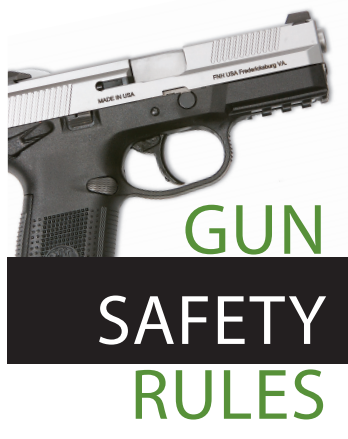 FNH USA Fredericksburg VA.
MADE IN USA
GUN
SAFETY
RULES